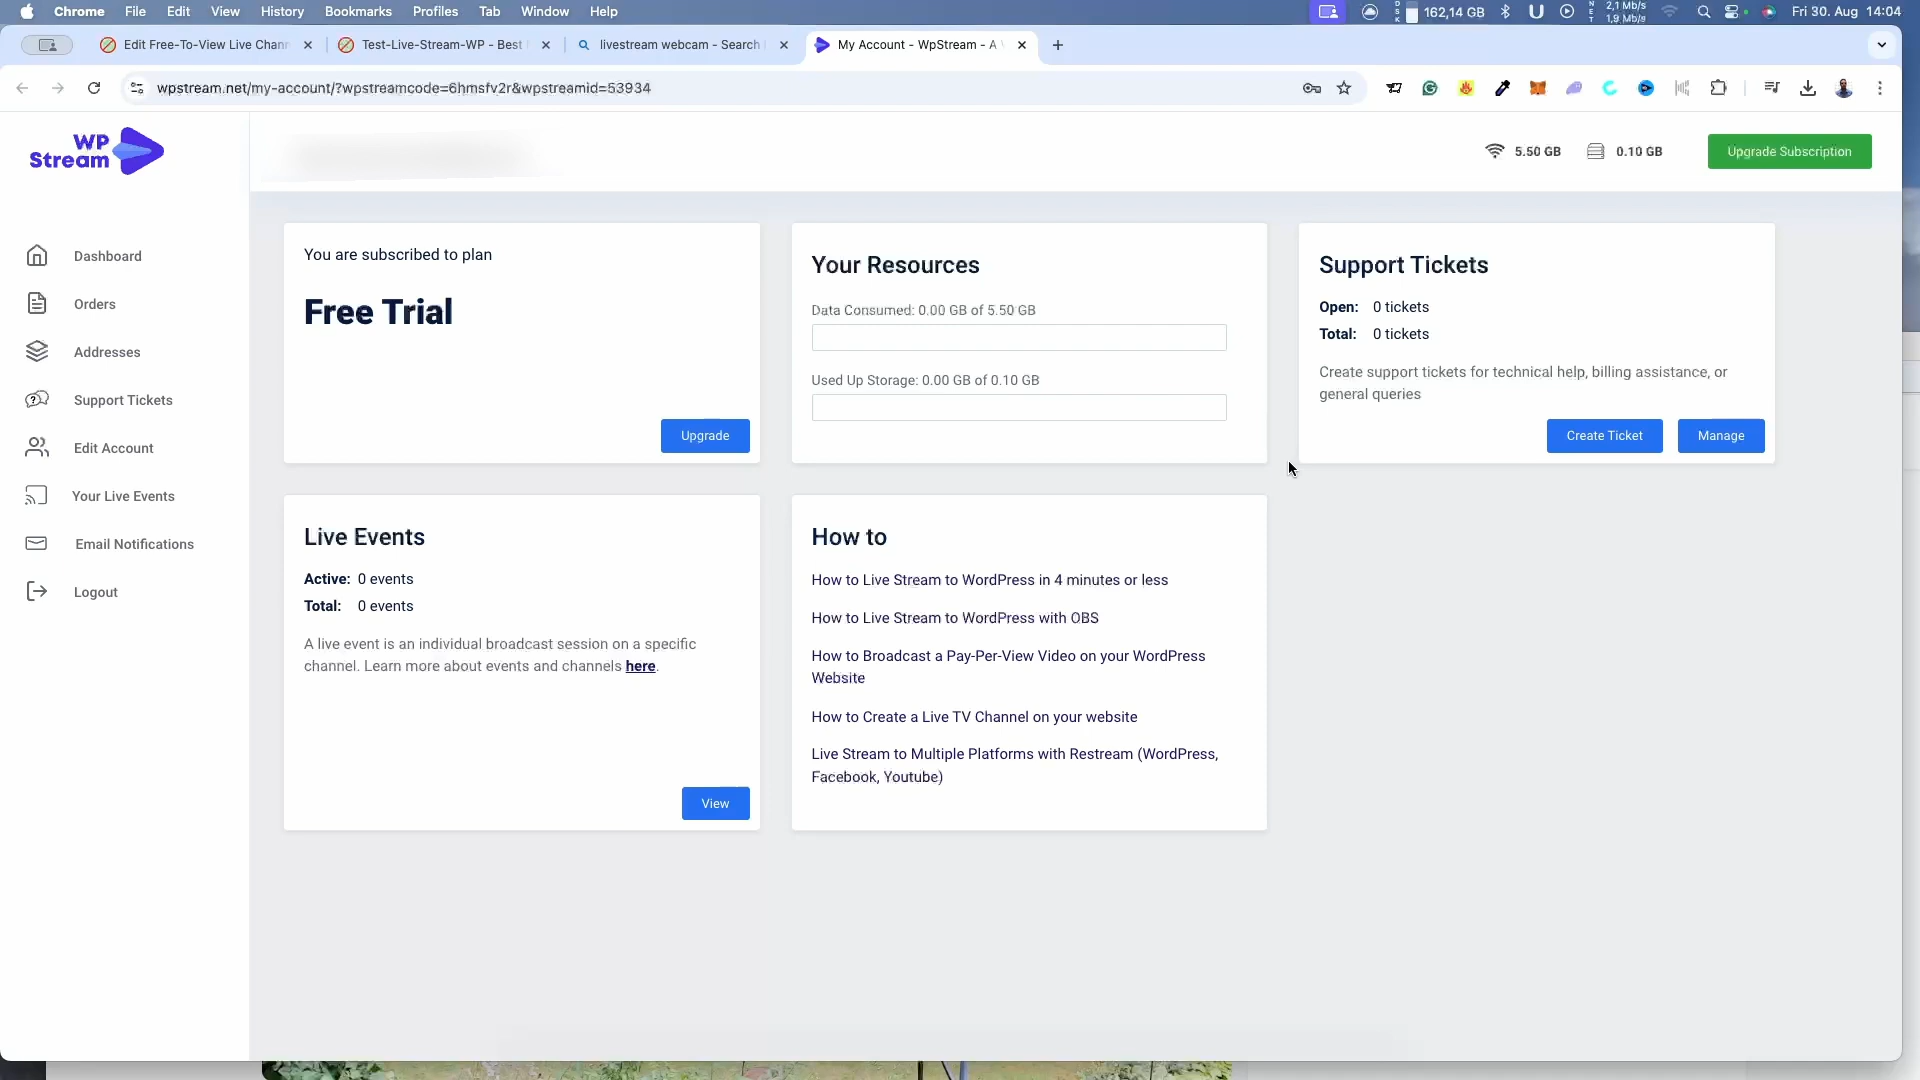 Chrome File Edit View History Bookmarks Profiles Tab Window Help
162,14 GB
2,1 Mb/s
1,9 Mb/s
Fri 30. Aug 14:04
Edit Free-To-View Live Chann
Test-Live-Stream-WP - Best
livestream webcam - Search
My Account - WpStream - A
wpstream.net/my-account/?wpstreamcode=6hmsfv2r&wpstreamid=53934
WP
Stream
5.50 GB
0.10 GB
Upgrade Subscription
Dashboard
Orders
Addresses
Support Tickets
Edit Account
Your Live Events
Email Notifications
Logout
You are subscribed to plan
Free Trial
Upgrade
Your Resources
Data Consumed: 0.00 GB of 5.50 GB
Used Up Storage: 0.00 GB of 0.10 GB
Support Tickets
Open: 0 tickets
Total: 0 tickets
Create support tickets for technical help, billing assistance, or
general queries
Create Ticket
Manage
Live Events
Active: 0 events
Total: 0 events
A live event is an individual broadcast session on a specific
channel. Learn more about events and channels here.
View
How to
How to Live Stream to WordPress in 4 minutes or less
How to Live Stream to WordPress with OBS
How to Broadcast a Pay-Per-View Video on your WordPress
Website
How to Create a Live TV Channel on your website
Live Stream to Multiple Platforms with Restream (WordPress,
Facebook, Youtube)